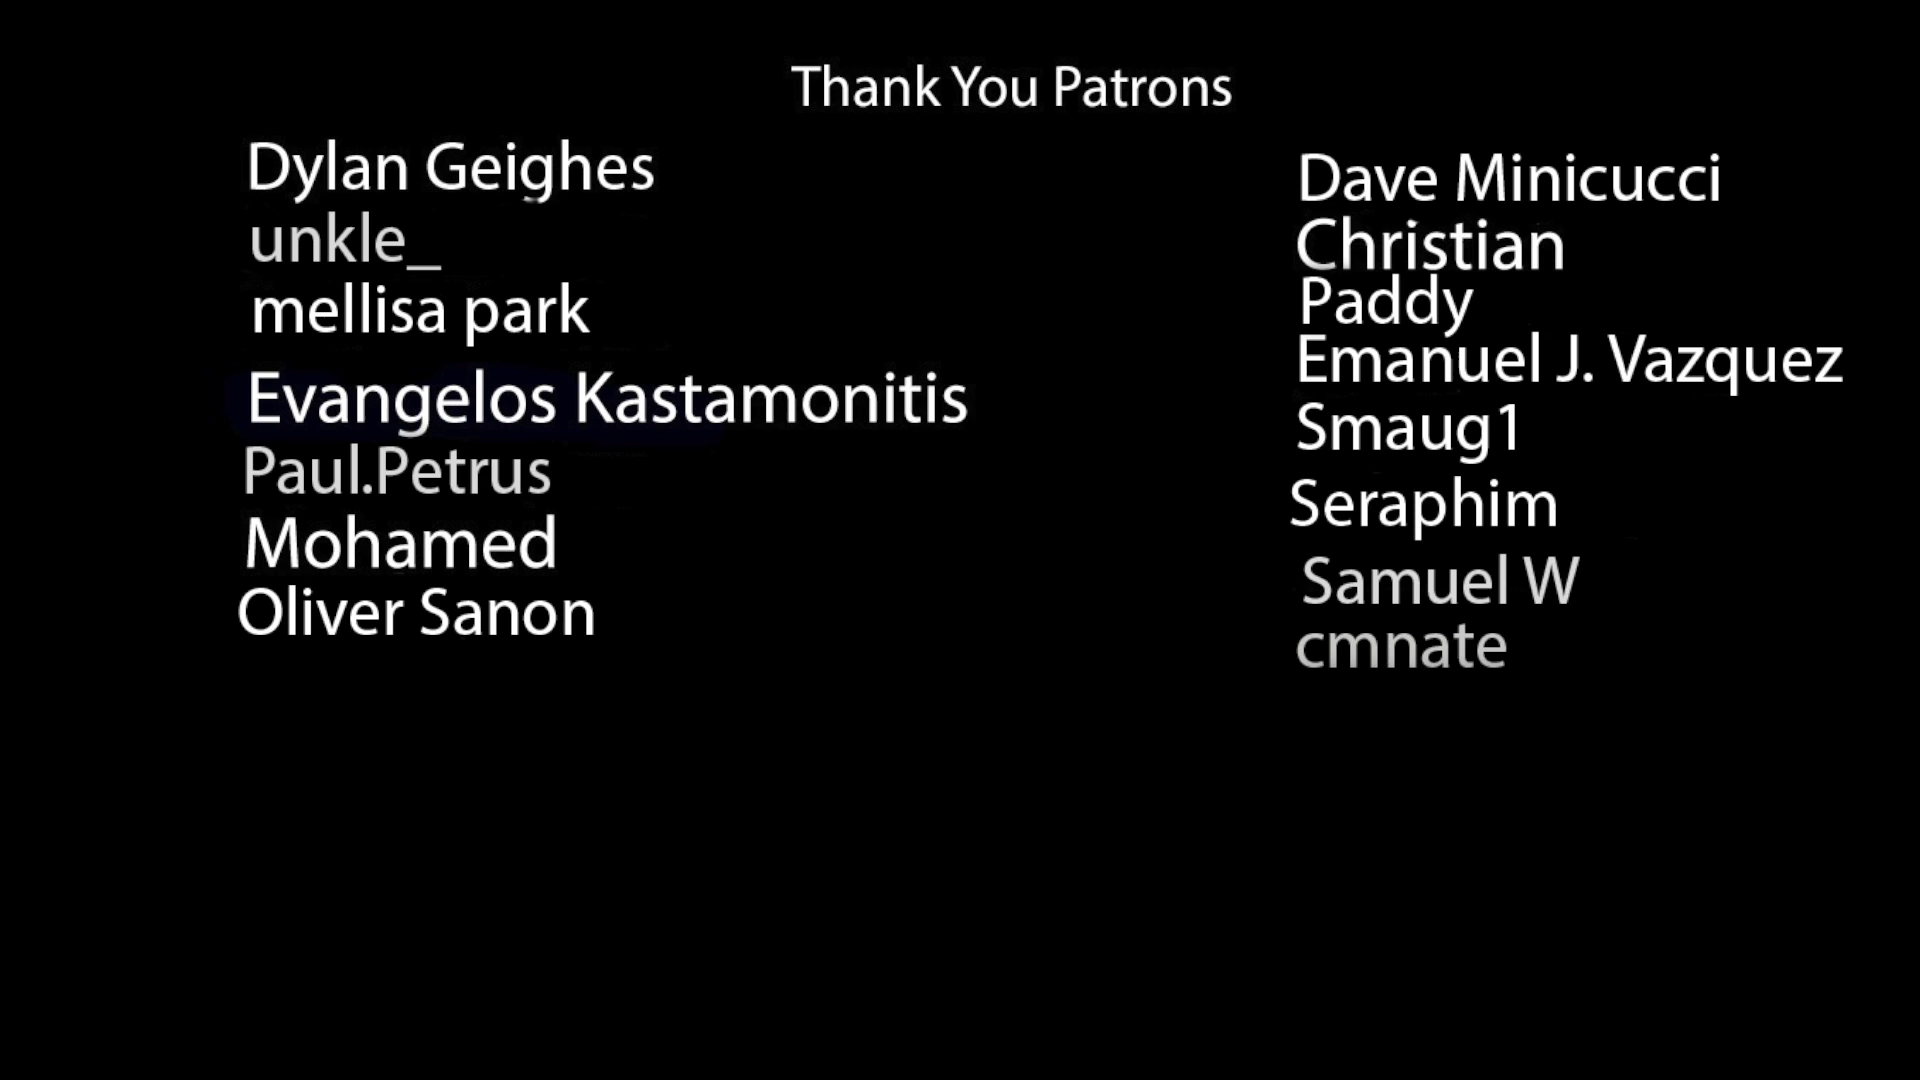 Thank You Patrons
Dylan Geighes
unkle_
mellisa park
Evangelos Kastamonitis
Paul.Petrus
Mohamed
Oliver Sanon
Dave Minicucci
Christian
Paddy
Emanuel J. Vazquez
Smaug1
Seraphim
Samuel W
cmnate